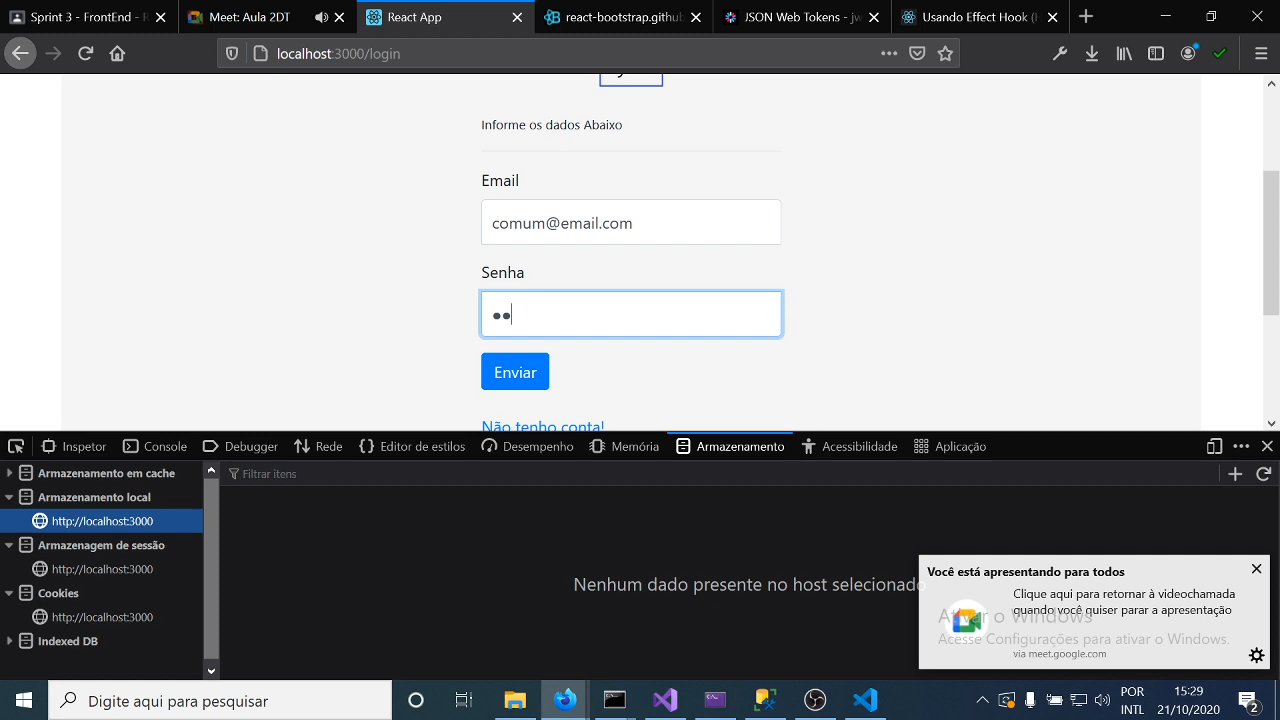 Sprint 3 - FrontEnd - R
Meet: Aula 2DT
React App
react-bootstrap.github
JSON Web Tokens - jw
Usando Effect Hook (
localhost:3000/login
Informe os dados Abaixo
Email
comum@email.com
Senha
Enviar
Não tenho conta!
Inspetor
Console
Debugger
Rede
Editor de estilos
Desempenho
Memória
Armazenamento
Acessibilidade
Aplicação
Armazenamento em cache
Filtrar itens
Armazenamento local
http://localhost:3000
Armazenagem de sessão
http://localhost:3000
Cookies
http://localhost:3000
Indexed DB
Nenhum dado presente no host selecionado
Você está apresentando para todos
Clique aqui para retornar à videochamada
quando você quiser parar a apresentação
via meet.google.com
Ativar o Windows
Acesse Configurações para ativar o Windows.
Digite aqui para pesquisar
POR
INTL
15:29
21/10/2020
2